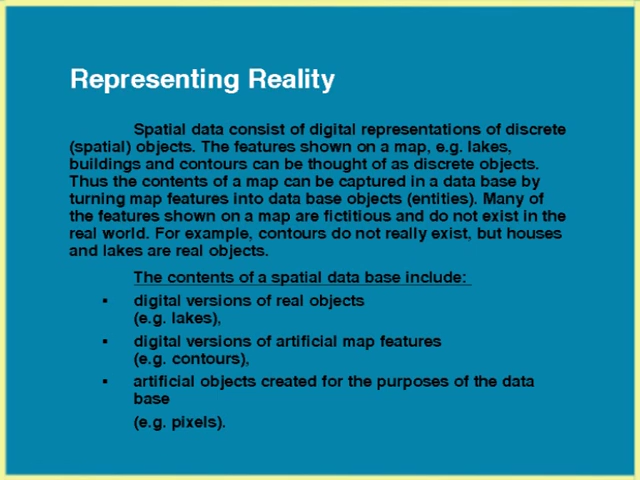 Representing Reality
Spatial data consist of digital representations of discrete
(spatial) objects. The features shown on a map, e.g. lakes,
buildings and contours can be thought of as discrete objects.
Thus the contents of a map can be captured in a data base by
turning map features into data base objects (entities). Many of
the features shown on a map are fictitious and do not exist in the
real world. For example, contours do not really exist, but houses
and lakes are real objects.
The contents of a spatial data base include:
▪ digital versions of real objects
(e.g. lakes),
▪ digital versions of artificial map features
(e.g. contours),
▪ artificial objects created for the purposes of the data
base
(e.g. pixels).